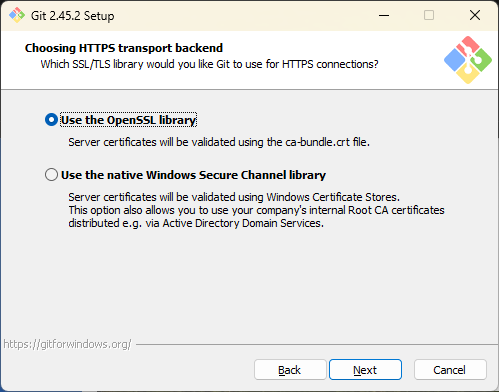 Git 2.45.2 Setup
Choosing HTTPS transport backend
Which SSL/TLS library would you like Git to use for HTTPS connections?
Use the OpenSSL library
Server certificates will be validated using the ca-bundle.crt file.
Use the native Windows Secure Channel library
Server certificates will be validated using Windows Certificate Stores.
This option also allows you to use your company's internal Root CA certificates
distributed e.g. via Active Directory Domain Services.
https://gitforwindows.org/
Back Next Cancel